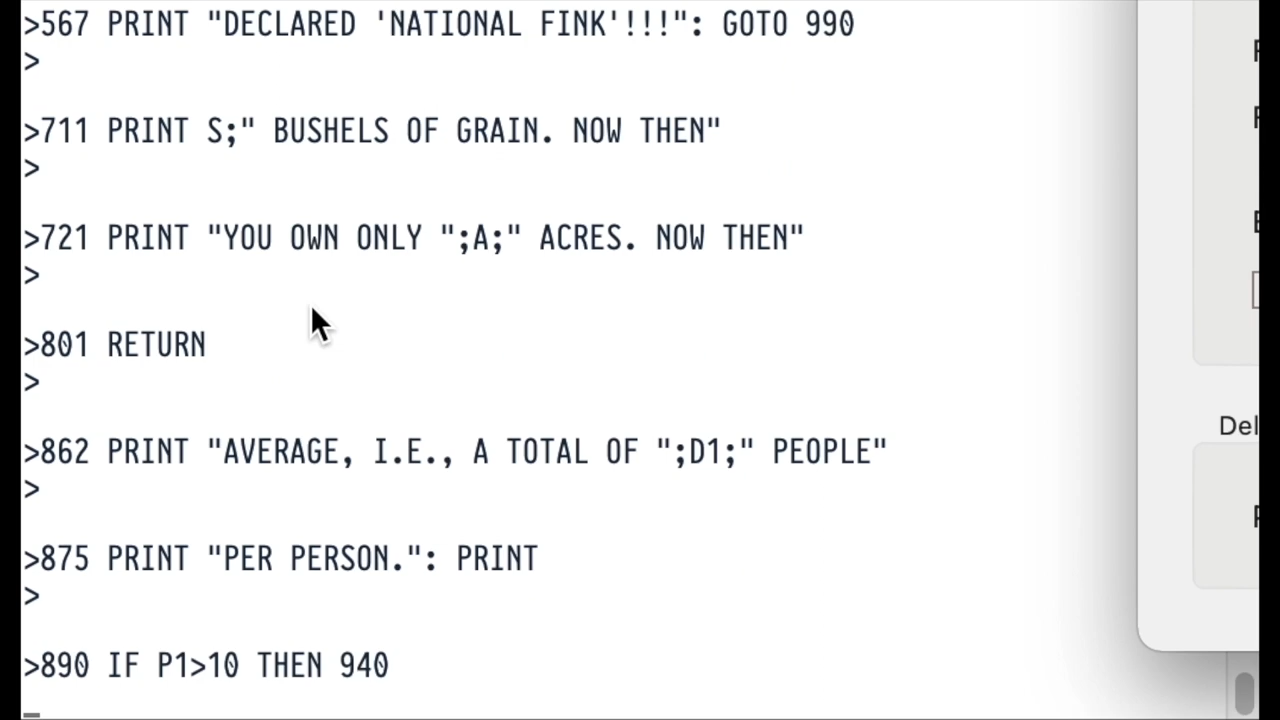 >567 PRINT "DECLARED 'NATIONAL FINK'!!!": GOTO 990
>
>711 PRINT S;" BUSHELS OF GRAIN. NOW THEN"
>
>721 PRINT "YOU OWN ONLY ";A;" ACRES. NOW THEN"
>
>801 RETURN
>
>862 PRINT "AVERAGE, I.E., A TOTAL OF ";D1;" PEOPLE"
>
>875 PRINT "PER PERSON.": PRINT
>
>890 IF P1>10 THEN 940
Del